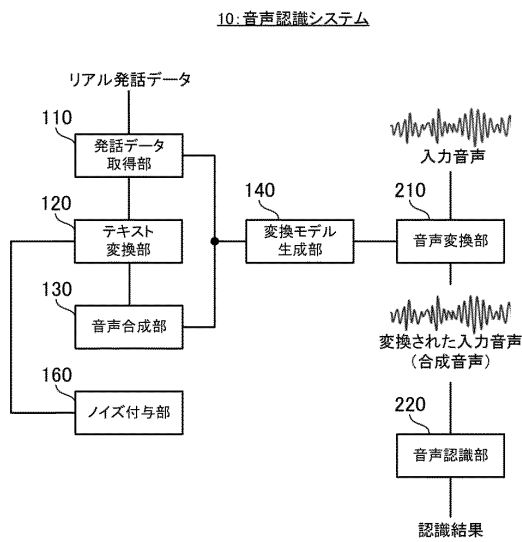 10:音声認識システム
リアル発話データ
110
発話データ
取得部
120
テキスト
変換部
130
音声合成部
160
ノイズ付与部
140
変換モデル
生成部
入力音声
210
音声変換部
変換された入力音声
(合成音声)
220
音声認識部
認識結果